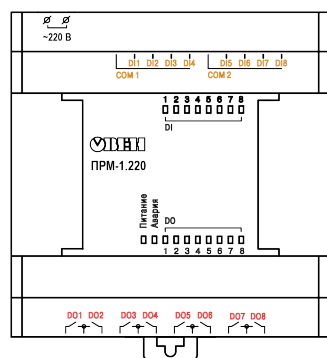 ~220 В
DI1 DI2 DI3 DI4 DI5 DI6 DI7 DI8
COM 1 COM 2
1 2 3 4 5 6 7 8
DI
ОВЕН
ПРМ-1.220
Питание
Авария
DO
1 2 3 4 5 6 7 8
DO1 DO2 DO3 DO4 DO5 DO6 DO7 DO8